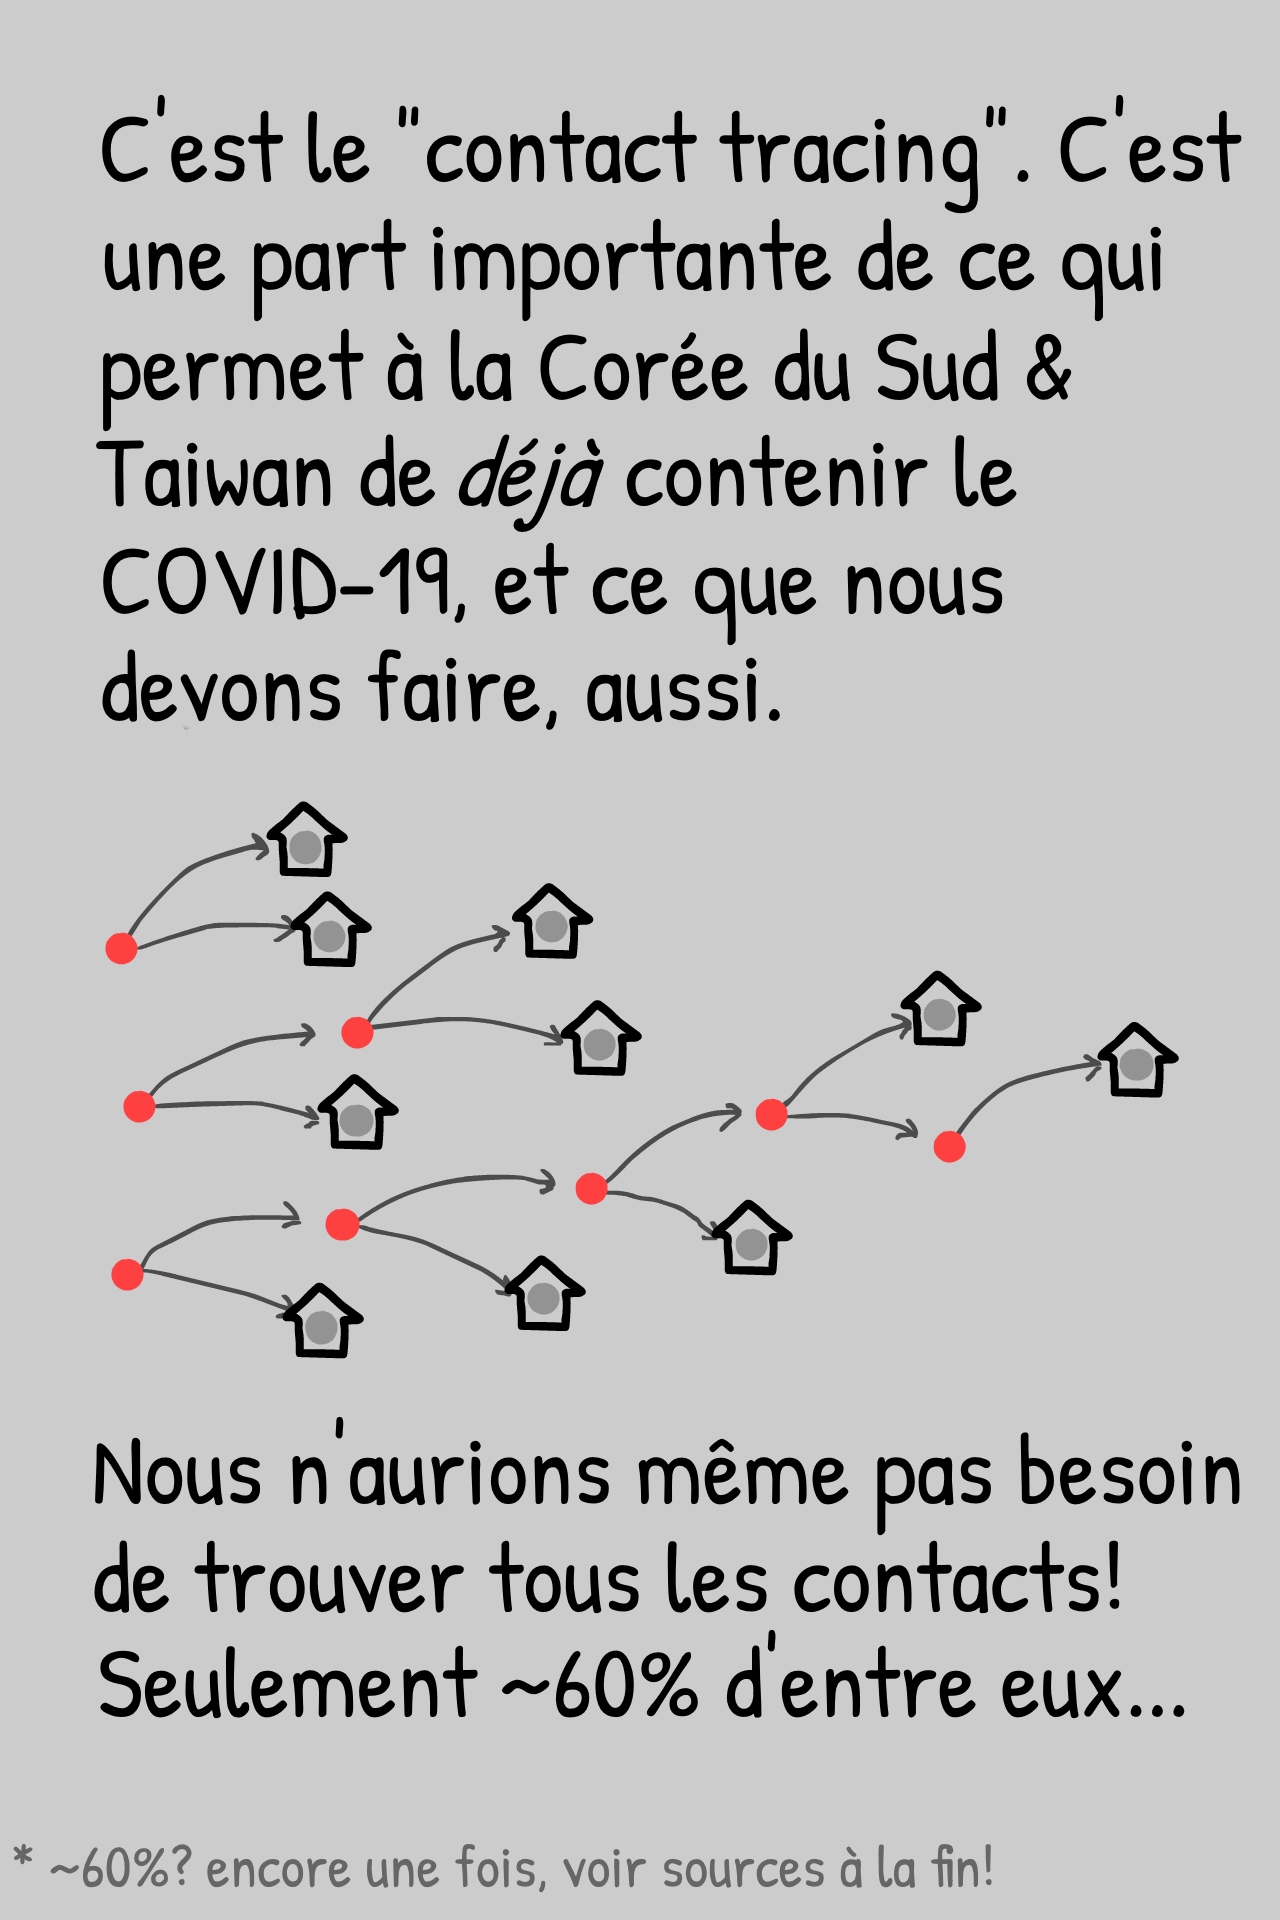 C'est le "contact tracing". C'est
une part importante de ce qui
permet à la Corée du Sud &
Taiwan de déjà contenir le
COVID-19, et ce que nous
devons faire, aussi.
Nous n'aurions même pas besoin
de trouver tous les contacts!
Seulement ~60% d'entre eux...
* ~60%? encore une fois, voir sources à la fin!